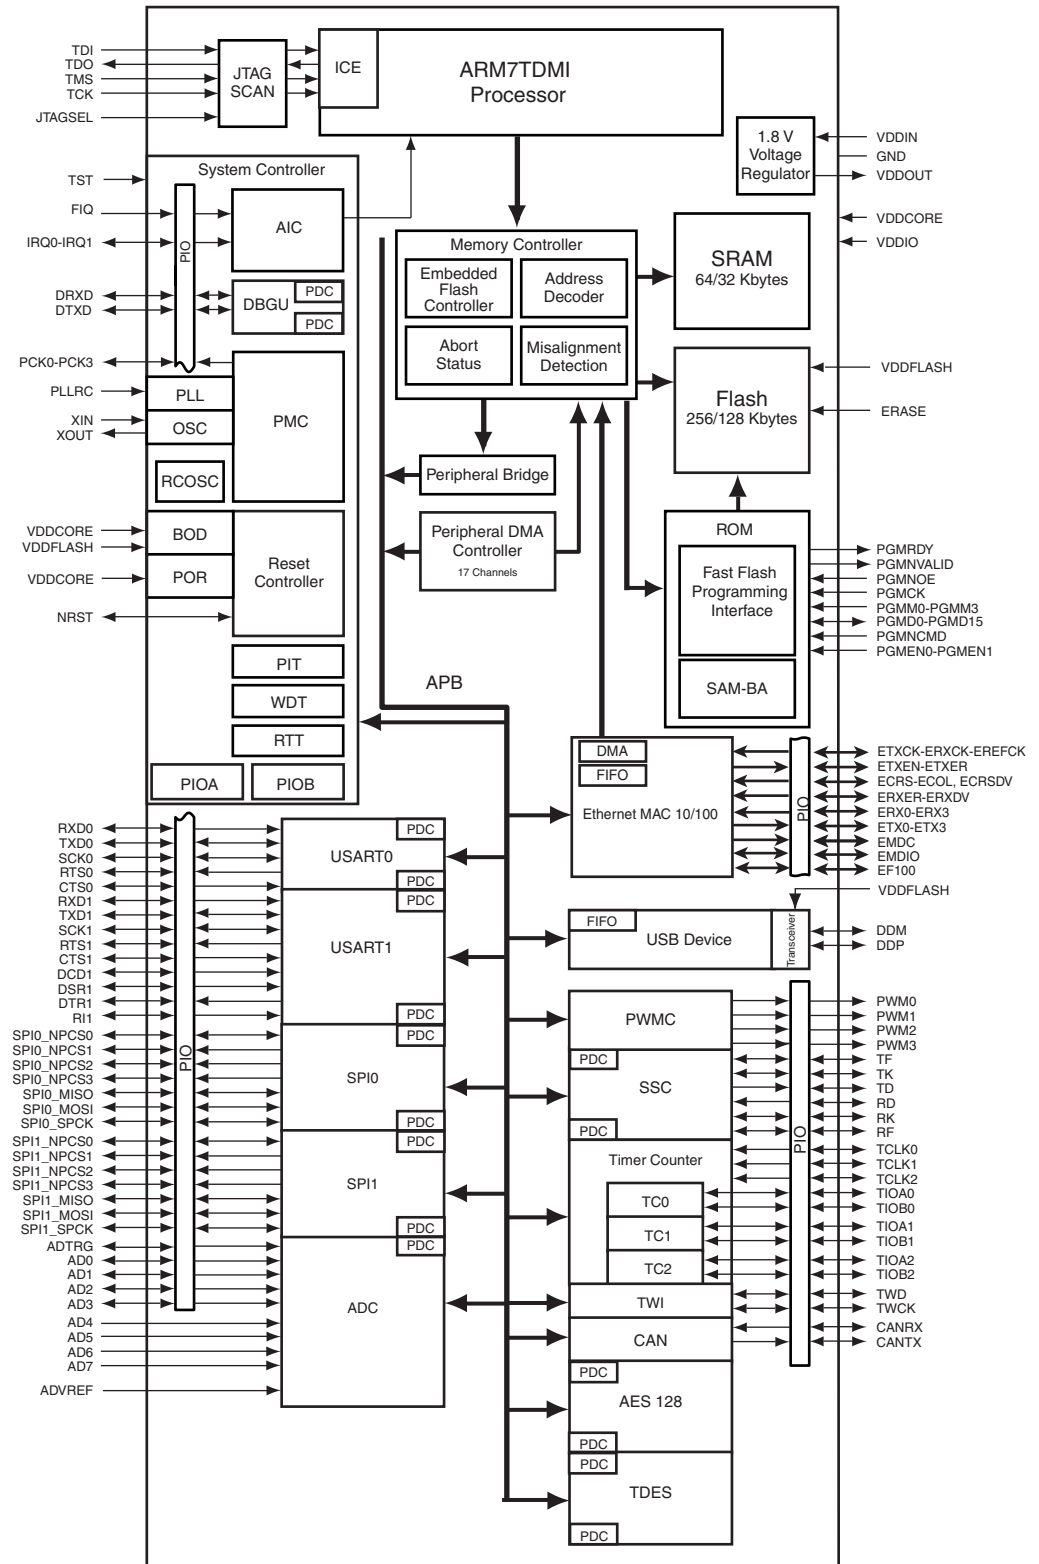 TDI
TDO
TMS
TCK
JTAGSEL
JTAG
SCAN
ICE
ARM7TDMI
Processor
1.8 V
Voltage
Regulator
VDDIN
GND
VDDOUT
VDDCORE
VDDIO
System Controller
TST
FIQ
IRQ0-IRQ1
PIO
AIC
DRXD
DTXD
DBGU
PDC
PDC
PCK0-PCK3
PLLRC
PLL
XIN
XOUT
OSC
PMC
RCOSC
VDDCORE
VDDFLASH
BOD
VDDCORE
POR
Reset
Controller
NRST
PIT
WDT
RTT
PIOA
PIOB
Memory Controller
Embedded
Flash
Controller
Address
Decoder
Abort
Status
Misalignment
Detection
SRAM
64/32 Kbytes
Flash
256/128 Kbytes
VDDFLASH
ERASE
Peripheral Bridge
Peripheral DMA
Controller
17 Channels
ROM
Fast Flash
Programming
Interface
SAM-BA
PGMRDY
PGMNVALID
PGMNOE
PGMCK
PGMM0-PGMM3
PGMD0-PGMD15
PGMNCMD
PGMEN0-PGMEN1
APB
DMA
FIFO
Ethernet MAC 10/100
PIO
ETXCK-ERXCK-EREFCK
ETXEN-ETXER
ECRS-ECOL, ECRSDV
ERXER-ERXDV
ERX0-ERX3
ETX0-ETX3
EMDC
EMDIO
EF100
VDDFLASH
FIFO
USB Device
Transceiver
DDM
DDP
RXD0
TXD0
SCK0
RTS0
CTS0
RXD1
TXD1
SCK1
RTS1
CTS1
DCD1
DSR1
DTR1
RI1
SPI0_NPCS0
SPI0_NPCS1
SPI0_NPCS2
SPI0_NPCS3
SPI0_MISO
SPI0_MOSI
SPI0_SPCK
SPI1_NPCS0
SPI1_NPCS1
SPI1_NPCS2
SPI1_NPCS3
SPI1_MISO
SPI1_MOSI
SPI1_SPCK
ADTRG
AD0
AD1
AD2
AD3
AD4
AD5
AD6
AD7
ADVREF
PIO
PDC
USART0
PDC
PDC
USART1
PDC
PDC
SPI0
PDC
PDC
SPI1
PDC
PDC
ADC
PWMC
PDC
SSC
PDC
Timer Counter
TC0
TC1
TC2
TWI
CAN
PDC
AES 128
PDC
PDC
TDES
PDC
PIO
PWM0
PWM1
PWM2
PWM3
TF
TK
TD
RD
RK
RF
TCLK0
TCLK1
TCLK2
TIOA0
TIOB0
TIOA1
TIOB1
TIOA2
TIOB2
TWD
TWCK
CANRX
CANTX